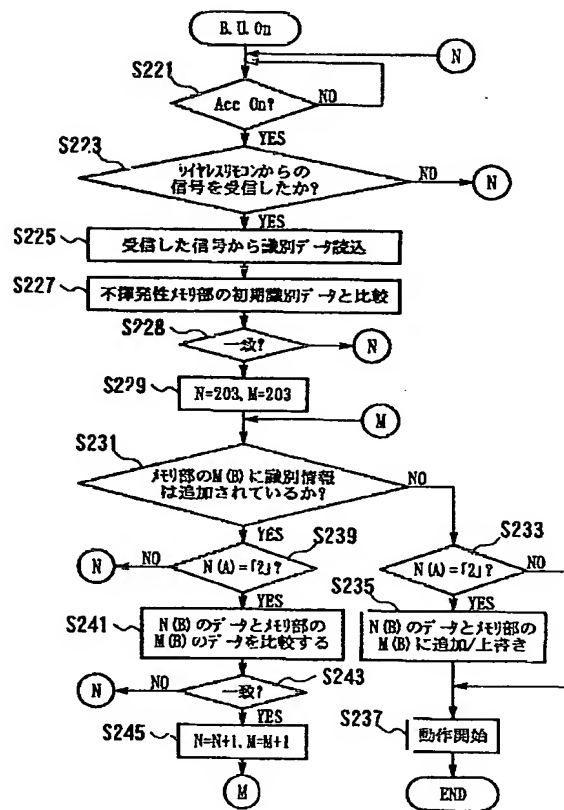 B.U.On
N
S221
Acc On?
NO
YES
S223
ワイヤレスリモコンからの
信号を受信したか?
NO
N
YES
S225
受信した信号から識別データ読込
S227
不揮発性メモリ部の初期識別データと比較
S228
一致?
N
S229
N=203、M=203
M
S231
メモリ部のM(B)に識別情報
は追加されているか?
NO
YES
S239
S233
N
NO
N(A)=「2」?
N(A)=「2」?
NO
YES
S235
YES
S241
N(B)のデータとメモリ部の
M(B)のデータを比較する
N(B)のデータとメモリ部の
M(B)に追加/上書き
N
NO
一致?
S243
YES
S237
S245
N=N+1、M=M+1
動作開始
M
END